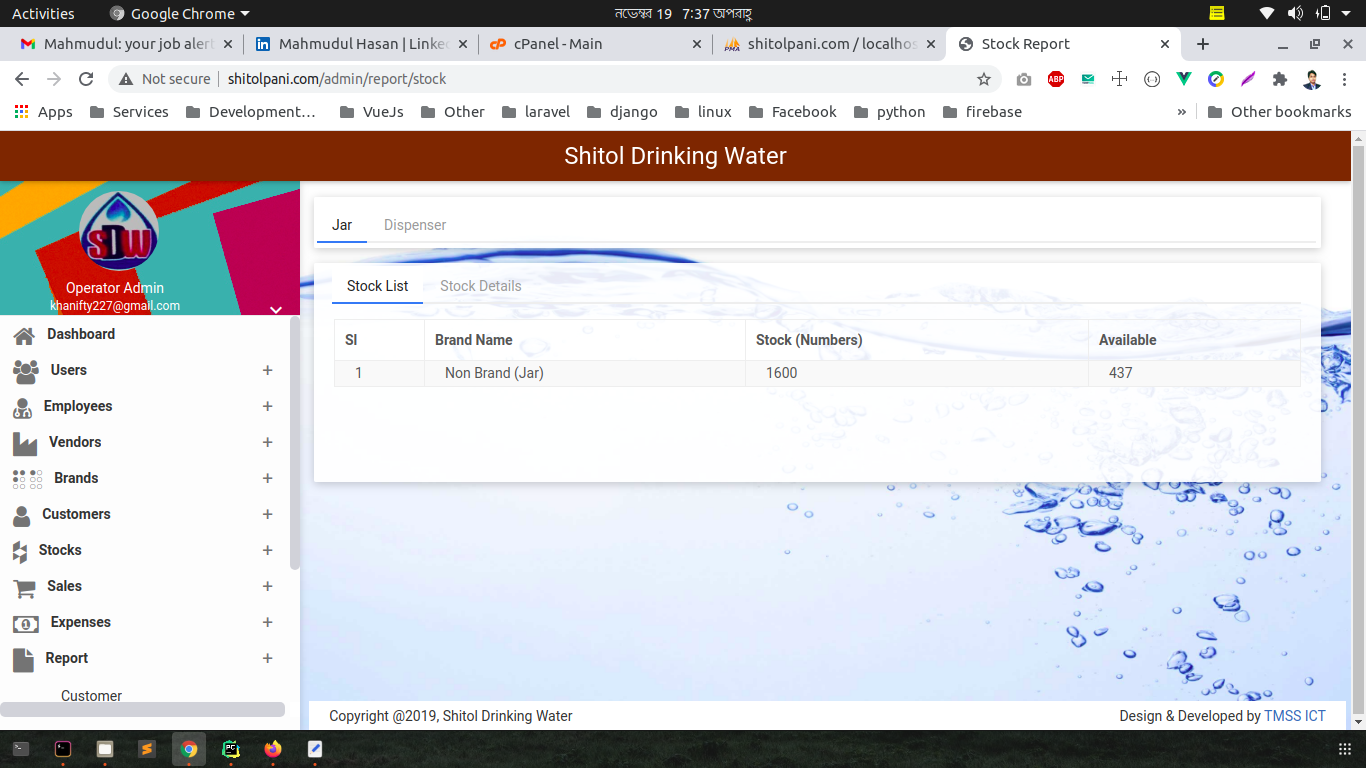 Activities Google Chrome নভেম্বর 19 7:37 অপরাহ্ণ
Mahmudul: your job alert Mahmudul Hasan | Linke cPanel - Main shitolpani.com / localhos Stock Report
Not secure shitolpani.com/admin/report/stock
Apps Services Development… VueJs Other laravel django linux Facebook python firebase » Other bookmarks
Shitol Drinking Water
SDW
Operator Admin
khanifty227@gmail.com
Dashboard
Users +
Employees +
Vendors +
Brands +
Customers +
Stocks +
Sales +
Expenses +
Report +
Customer
Jar Dispenser
Stock List Stock Details
Sl Brand Name Stock (Numbers) Available
1 Non Brand (Jar) 1600 437
Copyright @2019, Shitol Drinking Water Design & Developed by TMSS ICT